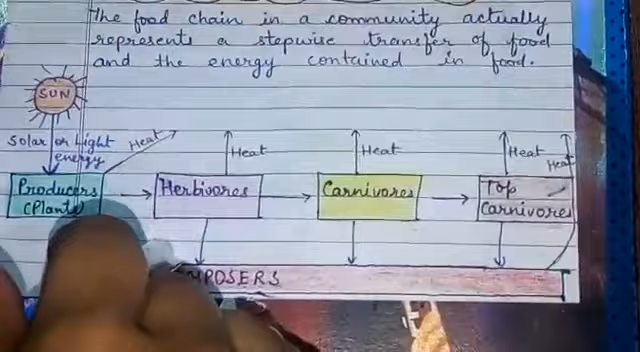 The food chain in a community actually
represents a stepwise transfer of food
and the energy contained in food.
SUN
Solar or Light
energy
Heat
Heat
Heat
Heat
Heat
Producers
(Plants)
Herbivores
Carnivores
Top
Carnivores
MPOSERS